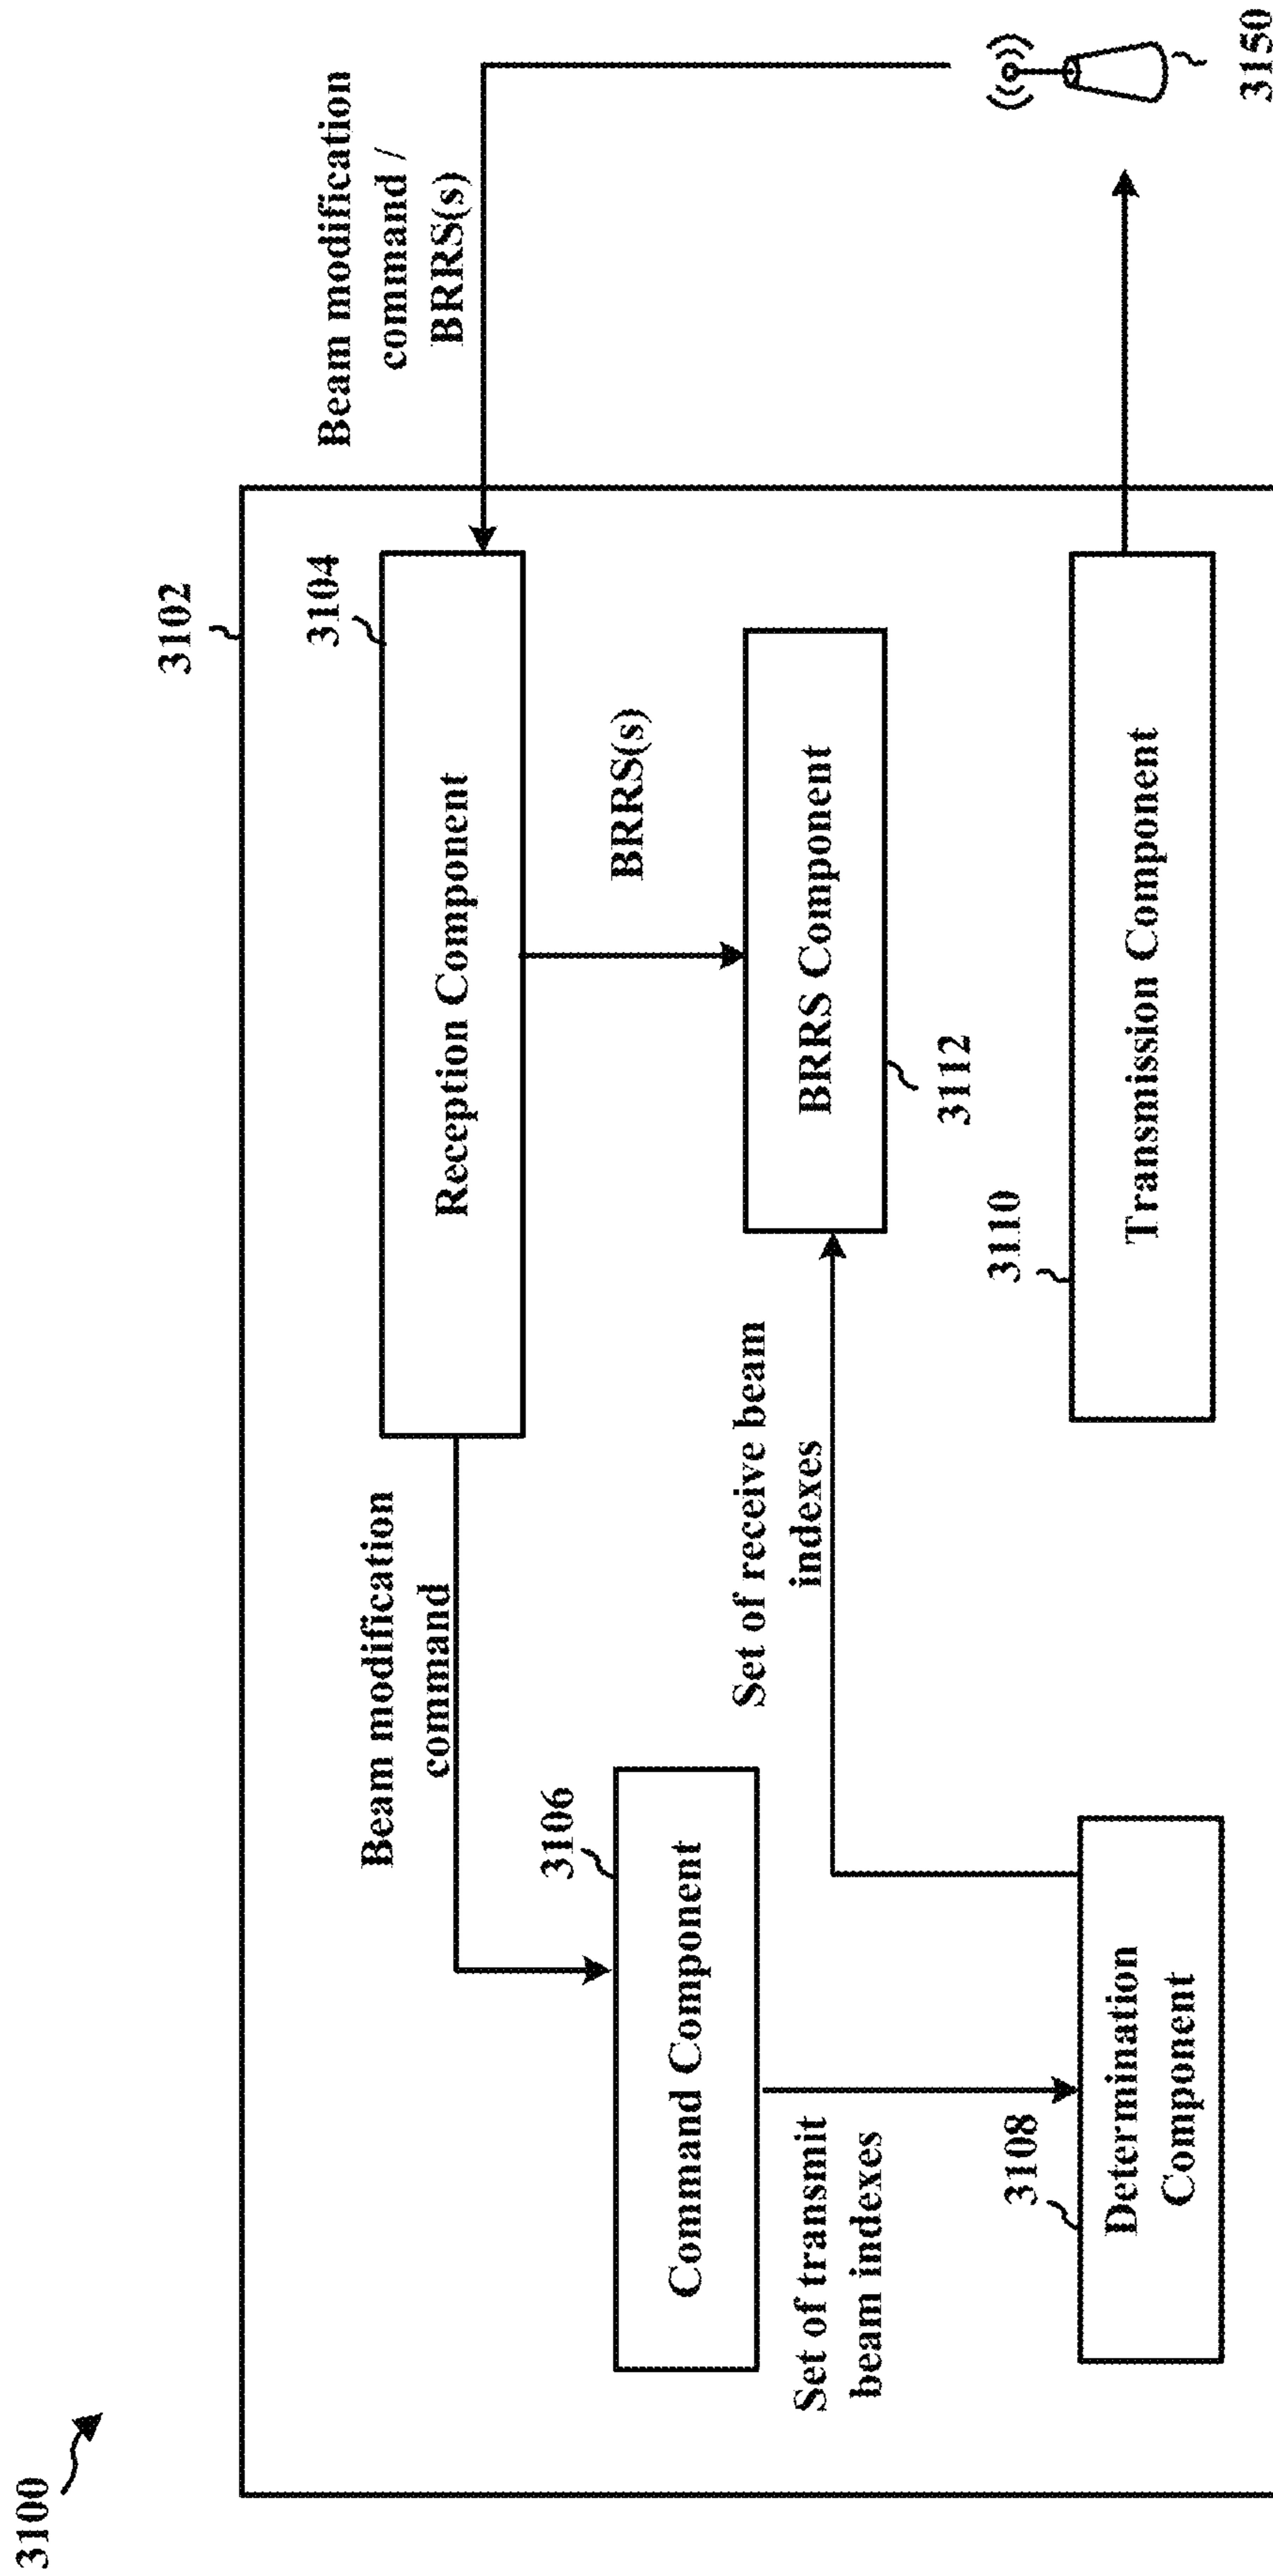 3100
3102
Beam modification
command /
BRRS(s)
3104
Reception Component
Beam modification
command
BRRS(s)
3106
Command Component
Set of receive beam
indexes
BRRS Component
3112
Set of transmit
beam indexes
3108
Determination
Component
3110
Transmission Component
3150